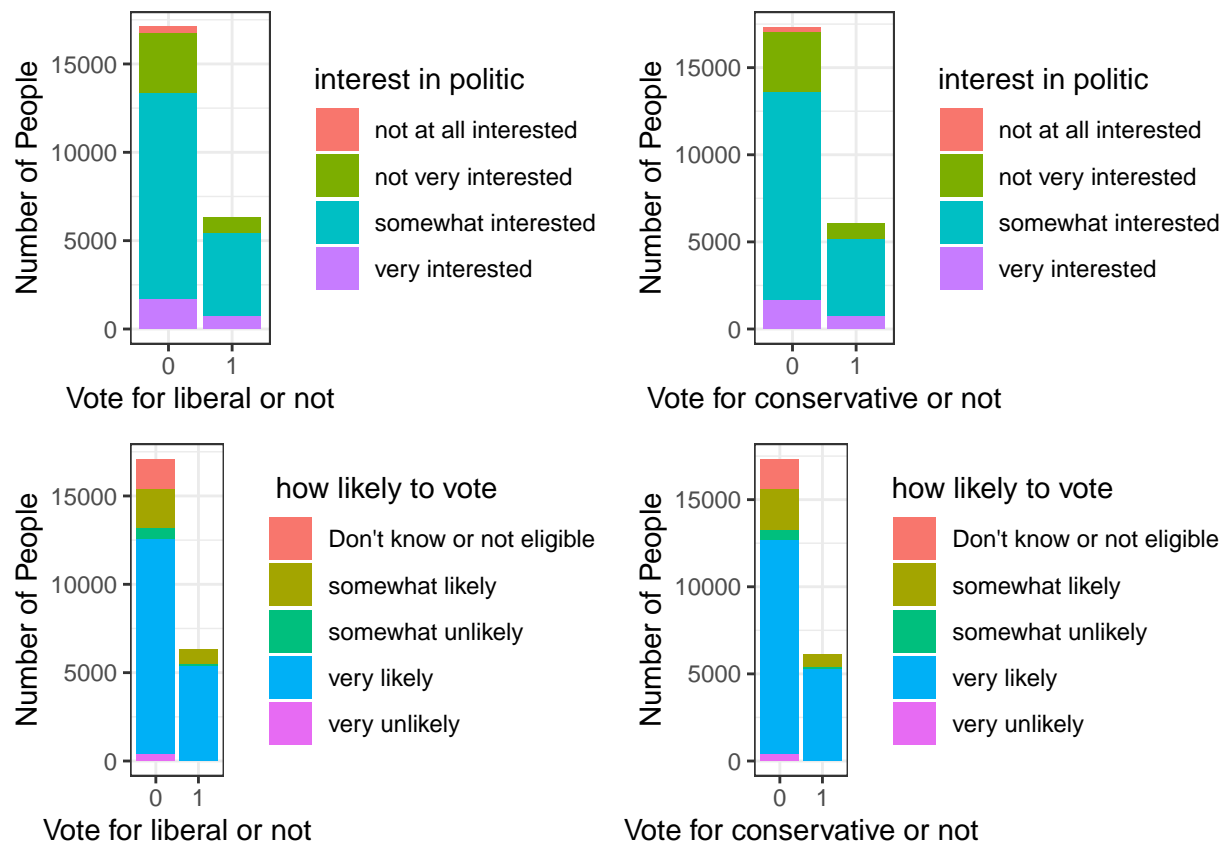 Number of People
15000
10000
5000
0
0 1
Vote for liberal or not
interest in politic
not at all interested
not very interested
somewhat interested
very interested
Number of People
15000
10000
5000
0
0 1
Vote for conservative or not
interest in politic
not at all interested
not very interested
somewhat interested
very interested
Number of People
15000
10000
5000
0
0 1
Vote for liberal or not
how likely to vote
Don't know or not eligible
somewhat likely
somewhat unlikely
very likely
very unlikely
Number of People
15000
10000
5000
0
0 1
Vote for conservative or not
how likely to vote
Don't know or not eligible
somewhat likely
somewhat unlikely
very likely
very unlikely